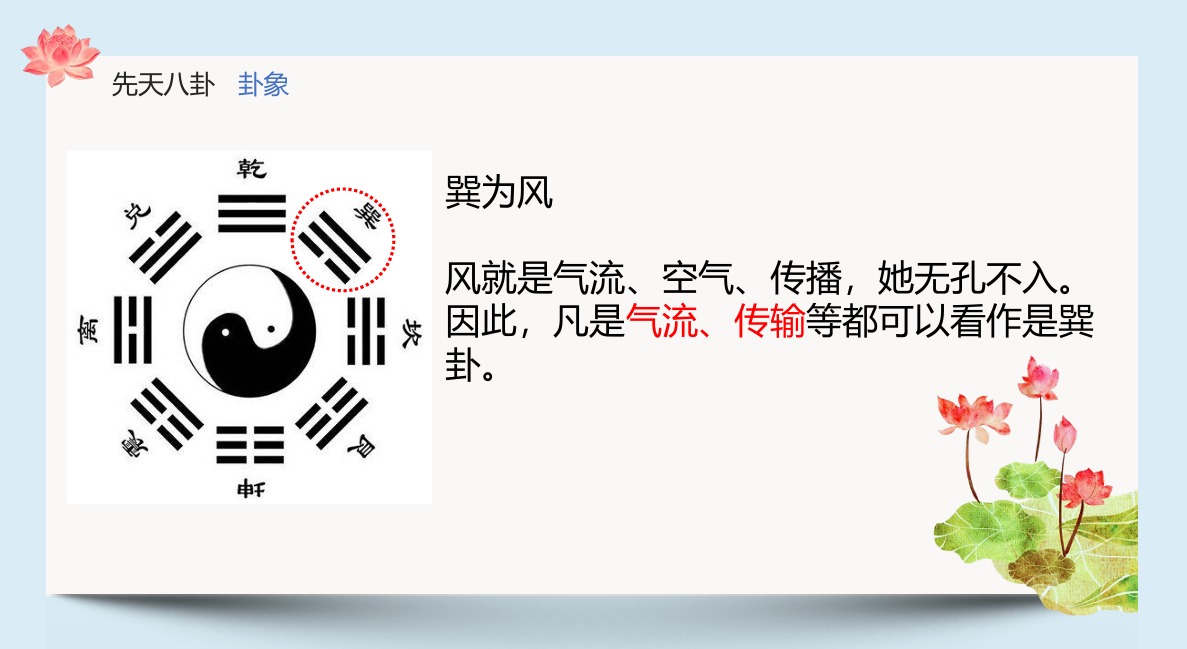 先天八卦 卦象
乾
兑
巽
离
坎
震
艮
坤
巽为风
风就是气流、空气、传播，她无孔不入。
因此，凡是气流、传输等都可以看作是巽
卦。